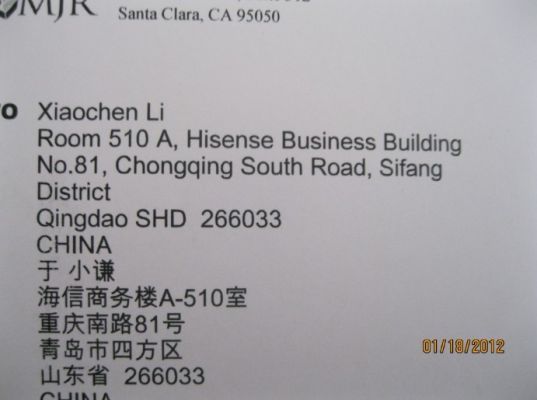 MJR
Santa Clara, CA 95050
Xiaochen Li
Room 510 A, Hisense Business Building
No.81, Chongqing South Road, Sifang
District
Qingdao SHD 266033
CHINA
于 小谦
海信商务楼A-510室
重庆南路81号
青岛市四方区
山东省 266033
CHINA
01/18/2012